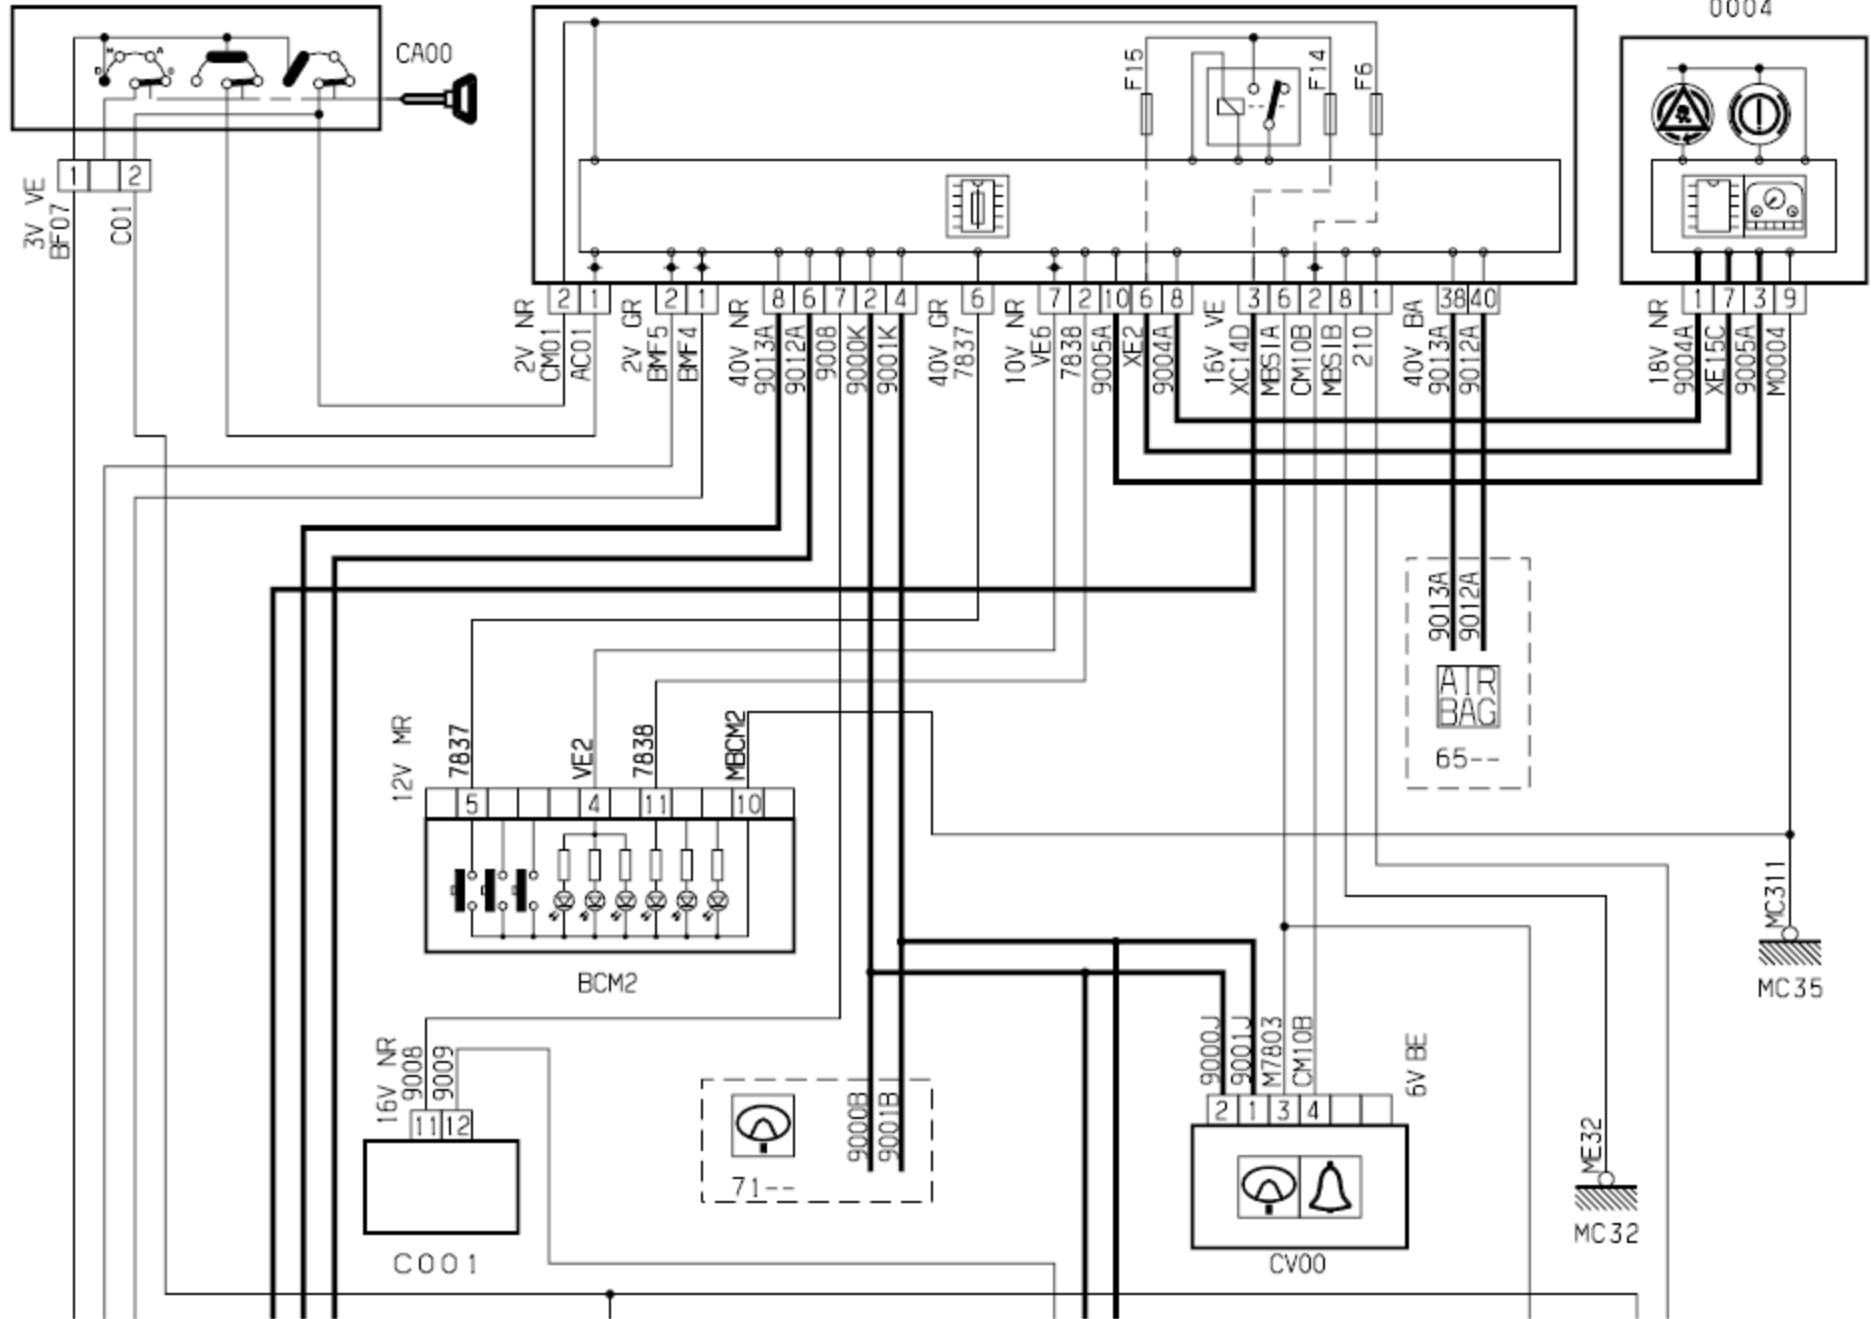 0004
CA00
F15
F14
F6
1 2
3V VE
BF07
C01
2 1 2 1 8 6 7 2 4 6 7 2 10 6 8 3 6 2 8 1 38 40
1 7 3 9
2V NR
CM01
AC01
2V GR
BMF5
BMF4
40V NR
9013A
9012A
9008
9000K
9001K
40V GR
7837
10V NR
VE6
7838
9005A
XE2
9004A
16V VE
XC14D
MBS1A
CM10B
MBS1B
210
40V BA
9013A
9012A
18V NR
9004A
XE15C
9005A
M0004
9013A
9012A
AIR
BAG
65--
12V MR
7837
VE2
7838
MBCM2
5 4 11 10
BCM2
MC311
MC35
16V NR
9008
9009
11 12
C001
9000B
9001B
71--
9000J
9001J
M7803
CM10B
6V BE
2 1 3 4
CV00
ME32
MC32